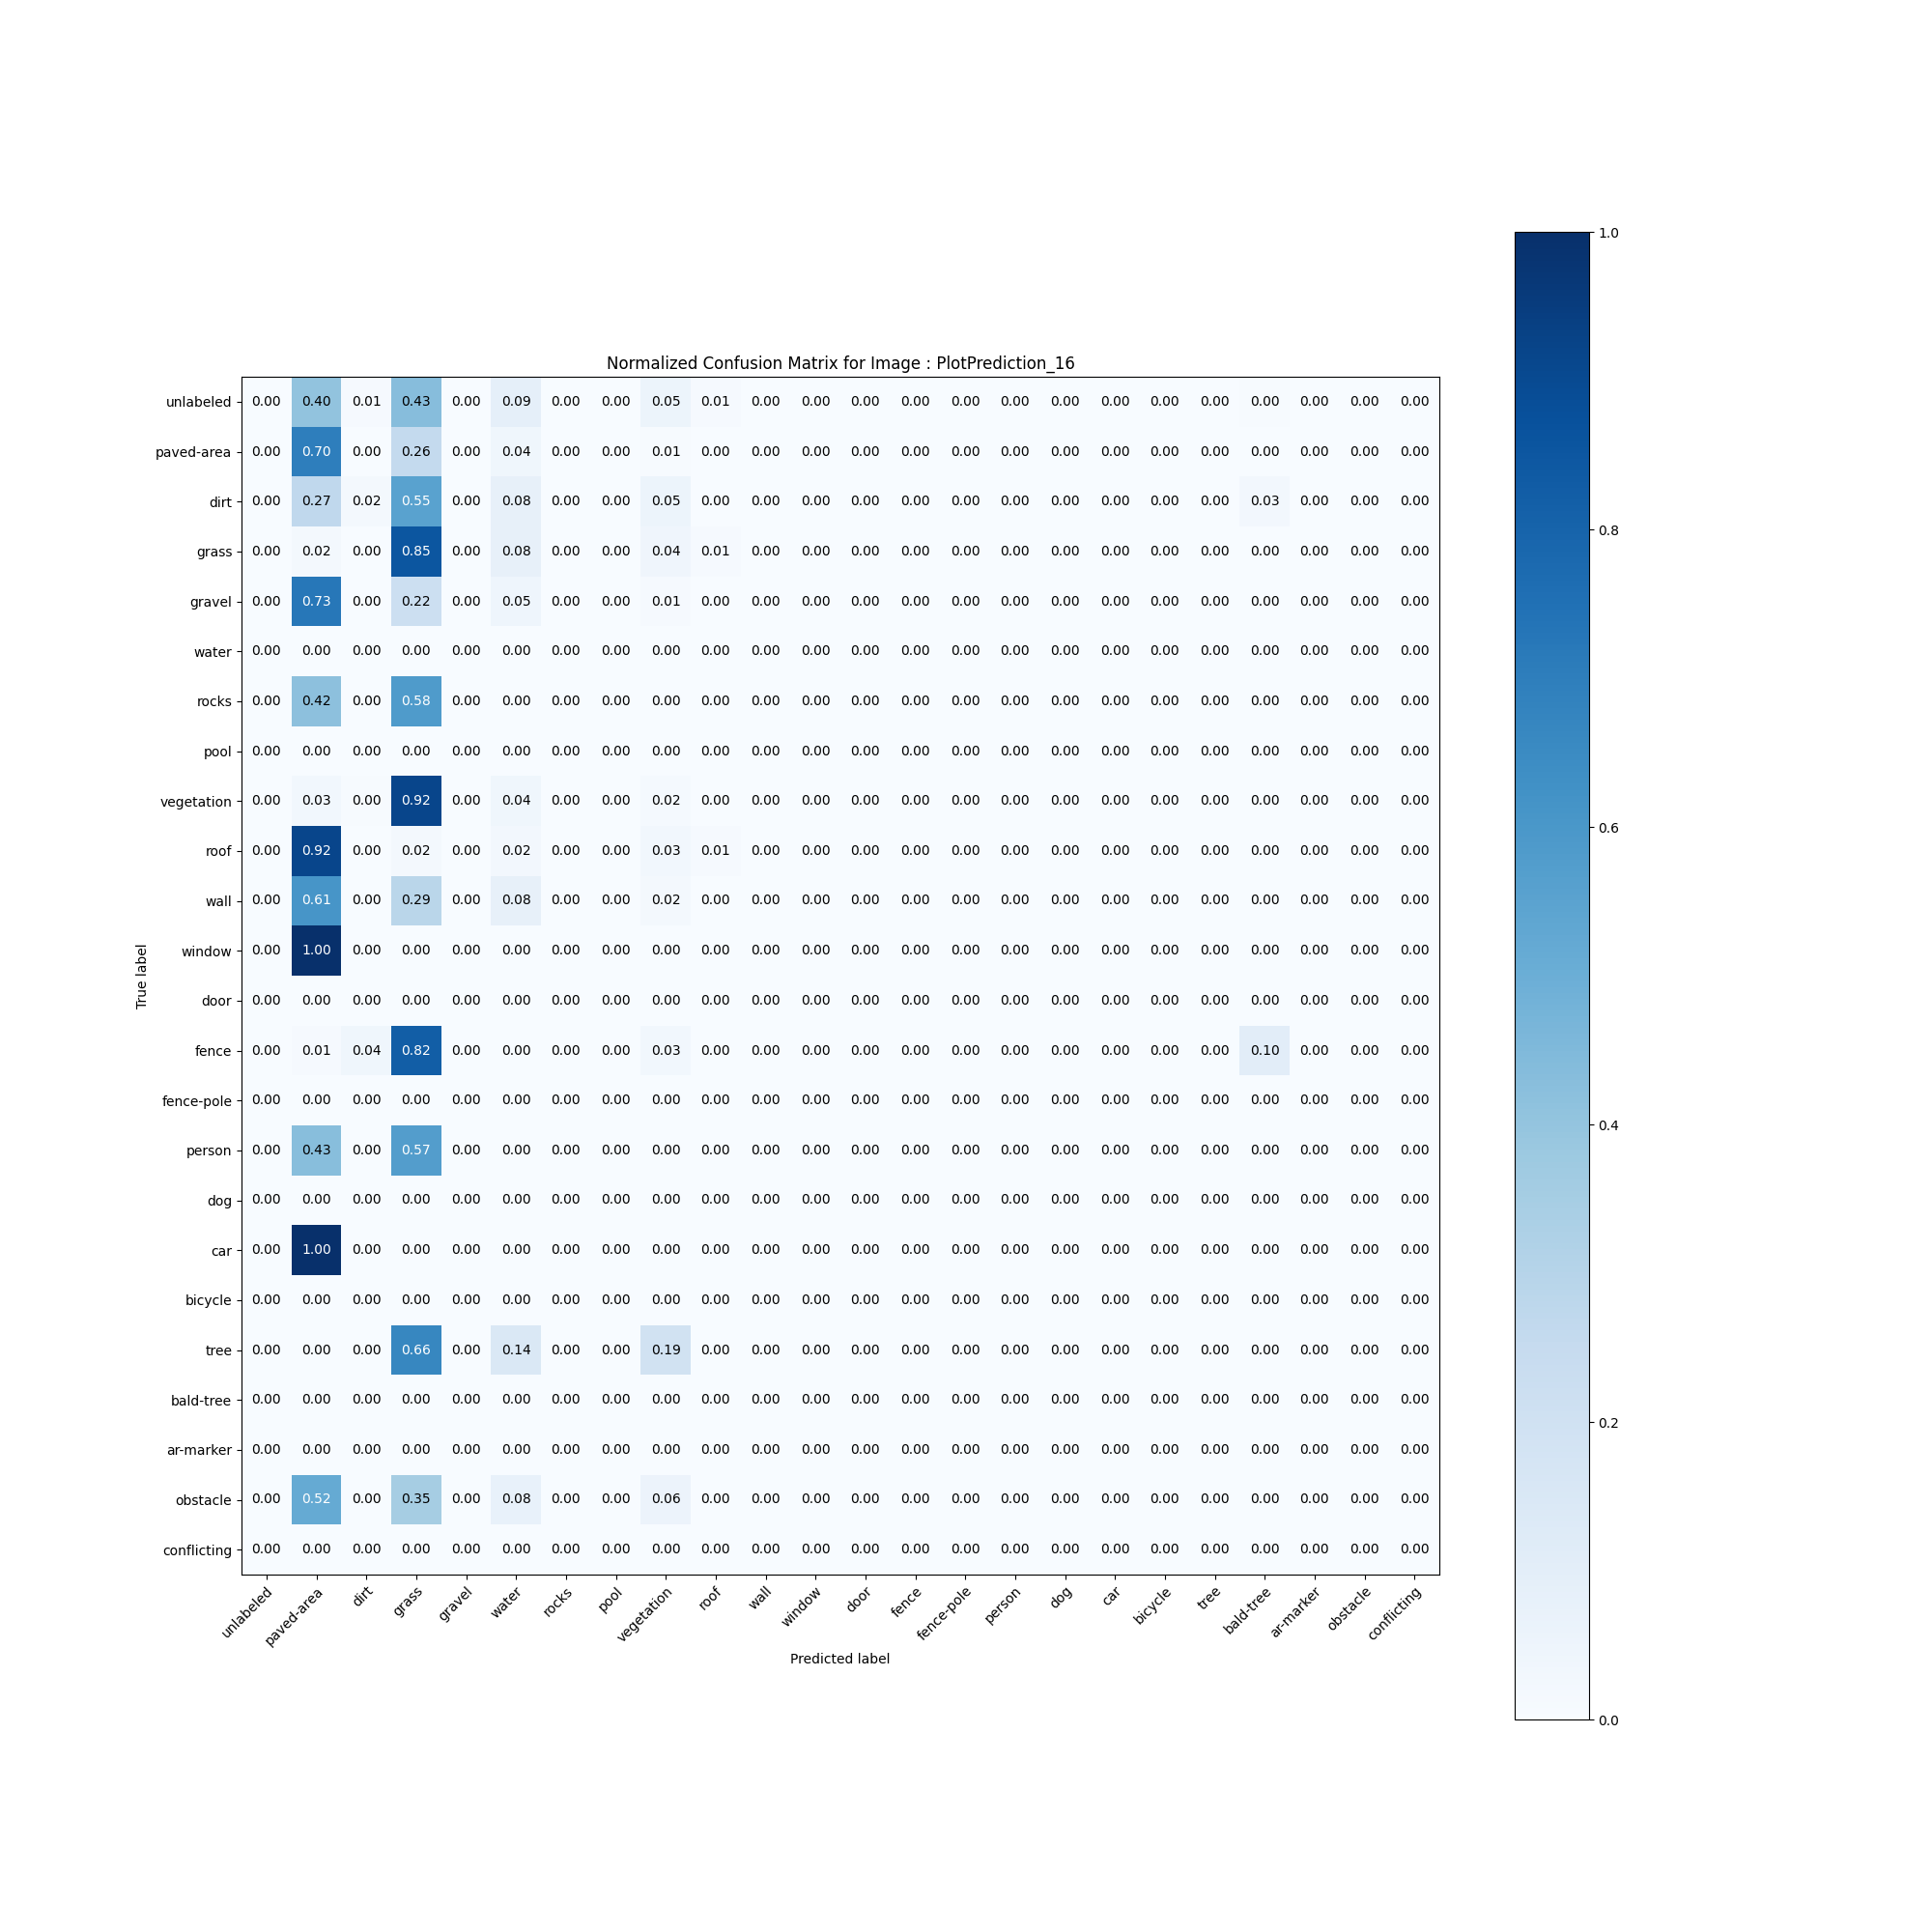 Normalized Confusion Matrix for Image : PlotPrediction_16
unlabeled 0.00 0.40 0.01 0.43 0.00 0.09 0.00 0.00 0.05 0.01 0.00 0.00 0.00 0.00 0.00 0.00 0.00 0.00 0.00 0.00 0.00 0.00 0.00 0.00
paved-area 0.00 0.70 0.00 0.26 0.00 0.04 0.00 0.00 0.01 0.00 0.00 0.00 0.00 0.00 0.00 0.00 0.00 0.00 0.00 0.00 0.00 0.00 0.00 0.00
dirt 0.00 0.27 0.02 0.55 0.00 0.08 0.00 0.00 0.05 0.00 0.00 0.00 0.00 0.00 0.00 0.00 0.00 0.00 0.00 0.00 0.03 0.00 0.00 0.00
grass 0.00 0.02 0.00 0.85 0.00 0.08 0.00 0.00 0.04 0.01 0.00 0.00 0.00 0.00 0.00 0.00 0.00 0.00 0.00 0.00 0.00 0.00 0.00 0.00
gravel 0.00 0.73 0.00 0.22 0.00 0.05 0.00 0.00 0.01 0.00 0.00 0.00 0.00 0.00 0.00 0.00 0.00 0.00 0.00 0.00 0.00 0.00 0.00 0.00
water 0.00 0.00 0.00 0.00 0.00 0.00 0.00 0.00 0.00 0.00 0.00 0.00 0.00 0.00 0.00 0.00 0.00 0.00 0.00 0.00 0.00 0.00 0.00 0.00
rocks 0.00 0.42 0.00 0.58 0.00 0.00 0.00 0.00 0.00 0.00 0.00 0.00 0.00 0.00 0.00 0.00 0.00 0.00 0.00 0.00 0.00 0.00 0.00 0.00
pool 0.00 0.00 0.00 0.00 0.00 0.00 0.00 0.00 0.00 0.00 0.00 0.00 0.00 0.00 0.00 0.00 0.00 0.00 0.00 0.00 0.00 0.00 0.00 0.00
vegetation 0.00 0.03 0.00 0.92 0.00 0.04 0.00 0.00 0.02 0.00 0.00 0.00 0.00 0.00 0.00 0.00 0.00 0.00 0.00 0.00 0.00 0.00 0.00 0.00
roof 0.00 0.92 0.00 0.02 0.00 0.02 0.00 0.00 0.03 0.01 0.00 0.00 0.00 0.00 0.00 0.00 0.00 0.00 0.00 0.00 0.00 0.00 0.00 0.00
wall 0.00 0.61 0.00 0.29 0.00 0.08 0.00 0.00 0.02 0.00 0.00 0.00 0.00 0.00 0.00 0.00 0.00 0.00 0.00 0.00 0.00 0.00 0.00 0.00
window 0.00 1.00 0.00 0.00 0.00 0.00 0.00 0.00 0.00 0.00 0.00 0.00 0.00 0.00 0.00 0.00 0.00 0.00 0.00 0.00 0.00 0.00 0.00 0.00
door 0.00 0.00 0.00 0.00 0.00 0.00 0.00 0.00 0.00 0.00 0.00 0.00 0.00 0.00 0.00 0.00 0.00 0.00 0.00 0.00 0.00 0.00 0.00 0.00
fence 0.00 0.01 0.04 0.82 0.00 0.00 0.00 0.00 0.03 0.00 0.00 0.00 0.00 0.00 0.00 0.00 0.00 0.00 0.00 0.00 0.10 0.00 0.00 0.00
fence-pole 0.00 0.00 0.00 0.00 0.00 0.00 0.00 0.00 0.00 0.00 0.00 0.00 0.00 0.00 0.00 0.00 0.00 0.00 0.00 0.00 0.00 0.00 0.00 0.00
person 0.00 0.43 0.00 0.57 0.00 0.00 0.00 0.00 0.00 0.00 0.00 0.00 0.00 0.00 0.00 0.00 0.00 0.00 0.00 0.00 0.00 0.00 0.00 0.00
dog 0.00 0.00 0.00 0.00 0.00 0.00 0.00 0.00 0.00 0.00 0.00 0.00 0.00 0.00 0.00 0.00 0.00 0.00 0.00 0.00 0.00 0.00 0.00 0.00
car 0.00 1.00 0.00 0.00 0.00 0.00 0.00 0.00 0.00 0.00 0.00 0.00 0.00 0.00 0.00 0.00 0.00 0.00 0.00 0.00 0.00 0.00 0.00 0.00
bicycle 0.00 0.00 0.00 0.00 0.00 0.00 0.00 0.00 0.00 0.00 0.00 0.00 0.00 0.00 0.00 0.00 0.00 0.00 0.00 0.00 0.00 0.00 0.00 0.00
tree 0.00 0.00 0.00 0.66 0.00 0.14 0.00 0.00 0.19 0.00 0.00 0.00 0.00 0.00 0.00 0.00 0.00 0.00 0.00 0.00 0.00 0.00 0.00 0.00
bald-tree 0.00 0.00 0.00 0.00 0.00 0.00 0.00 0.00 0.00 0.00 0.00 0.00 0.00 0.00 0.00 0.00 0.00 0.00 0.00 0.00 0.00 0.00 0.00 0.00
ar-marker 0.00 0.00 0.00 0.00 0.00 0.00 0.00 0.00 0.00 0.00 0.00 0.00 0.00 0.00 0.00 0.00 0.00 0.00 0.00 0.00 0.00 0.00 0.00 0.00
obstacle 0.00 0.52 0.00 0.35 0.00 0.08 0.00 0.00 0.06 0.00 0.00 0.00 0.00 0.00 0.00 0.00 0.00 0.00 0.00 0.00 0.00 0.00 0.00 0.00
conflicting 0.00 0.00 0.00 0.00 0.00 0.00 0.00 0.00 0.00 0.00 0.00 0.00 0.00 0.00 0.00 0.00 0.00 0.00 0.00 0.00 0.00 0.00 0.00 0.00
unlabeled paved-area dirt grass gravel water rocks pool vegetation roof wall window door fence fence-pole person dog car bicycle tree bald-tree ar-marker obstacle conflicting
Predicted label
True label
1.0
0.8
0.6
0.4
0.2
0.0